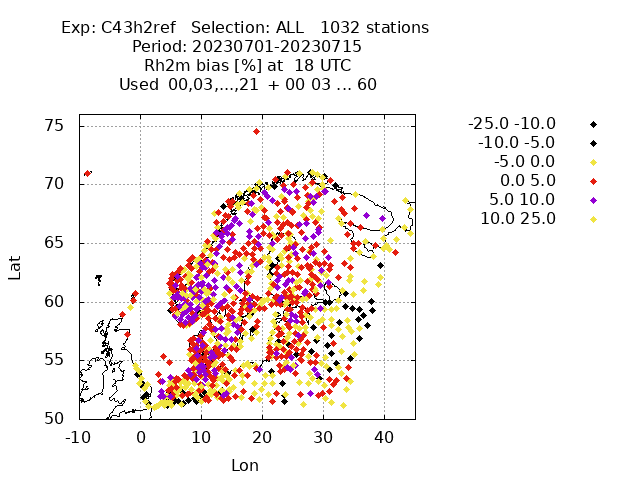 Exp: C43h2ref Selection: ALL 1032 stations
Period: 20230701-20230715
Rh2m bias [%] at 18 UTC
Used 00,03,...,21 + 00 03 ... 60
75
70
65
60
55
50
Lat
-10 0 10 20 30 40
Lon
-25.0 -10.0
-10.0 -5.0
-5.0 0.0
0.0 5.0
5.0 10.0
10.0 25.0